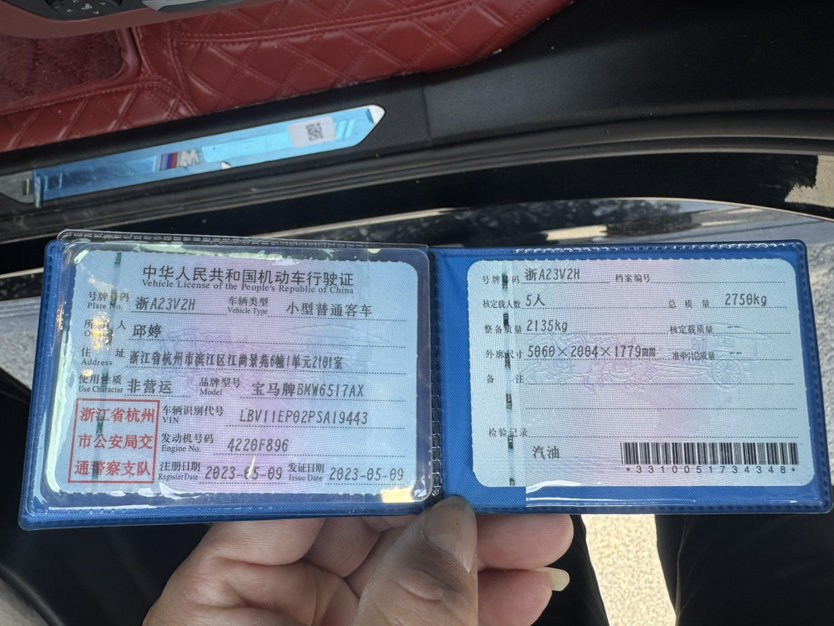 中华人民共和国机动车行驶证
Vehicle License of the People's Republic of China
号牌号码 浙A23V2H 车辆类型 小型普通客车
Plate No. Vehicle Type
所有人 邱婷
Owner
住 址 浙江省杭州市滨江区江尚景苑6幢1单元2101室
Address
使用性质 非营运 品牌型号 宝马牌BMW6517AX
Use Character Model
浙江省杭州
市公安局交
通警察支队
车辆识别代号 LBV11EP02PSA19443
VIN
发动机号码 4220F896
Engine No.
注册日期 2023-05-09 发证日期 2023-05-09
Register Date Issue Date
号牌号码 浙A23V2H 档案编号
核定载人数 5人 总 质 量 2750kg
整备质量 2135kg 核定载质量 --
外廓尺寸 5060×2004×1779 准牵引总质量 --
备 注
检验记录
汽油
*3310051734348*